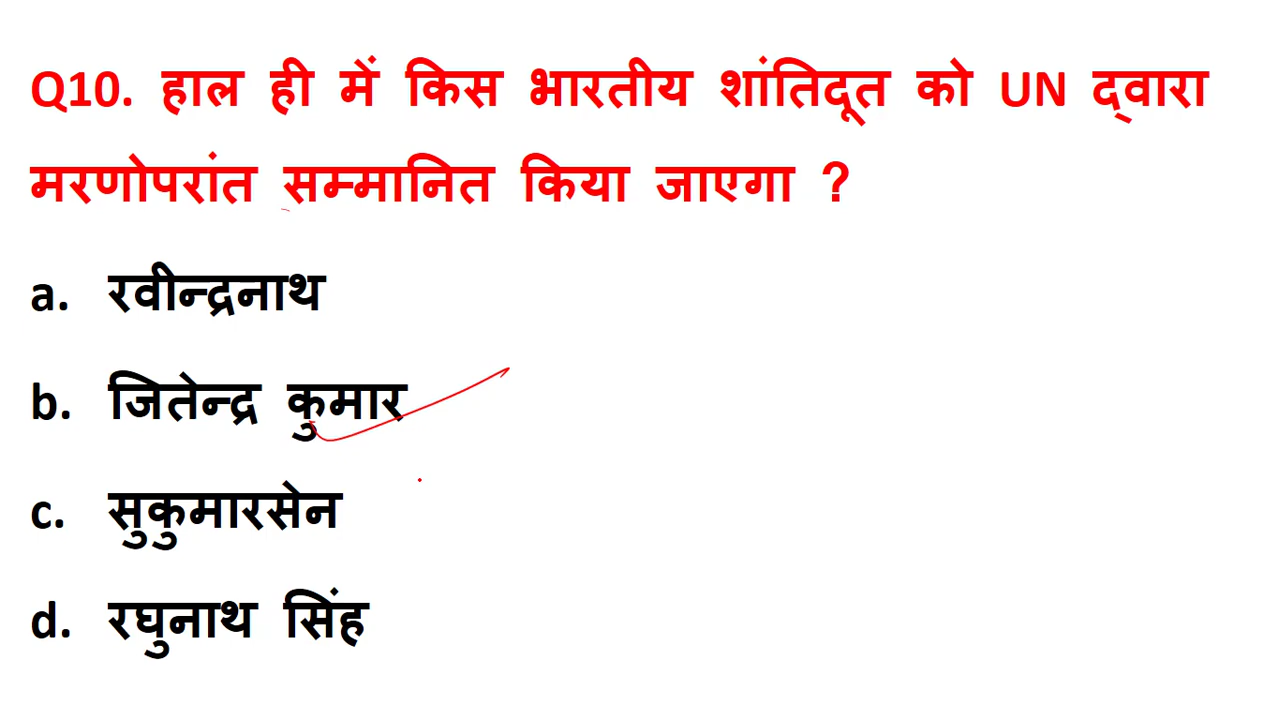 Q10. हाल ही में किस भारतीय शांतिदूत को UN द्वारा
मरणोपरांत सम्मानित किया जाएगा ?
a. रवीन्द्रनाथ
b. जितेन्द्र कुमार
c. सुकुमारसेन
d. रघुनाथ सिंह